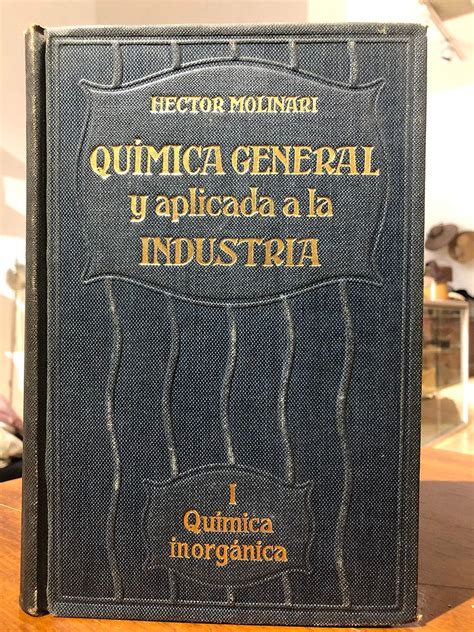 HECTOR MOLINARI
QUÍMICA GENERAL
y aplicada a la
INDUSTRIA
I
Química
inorgánica